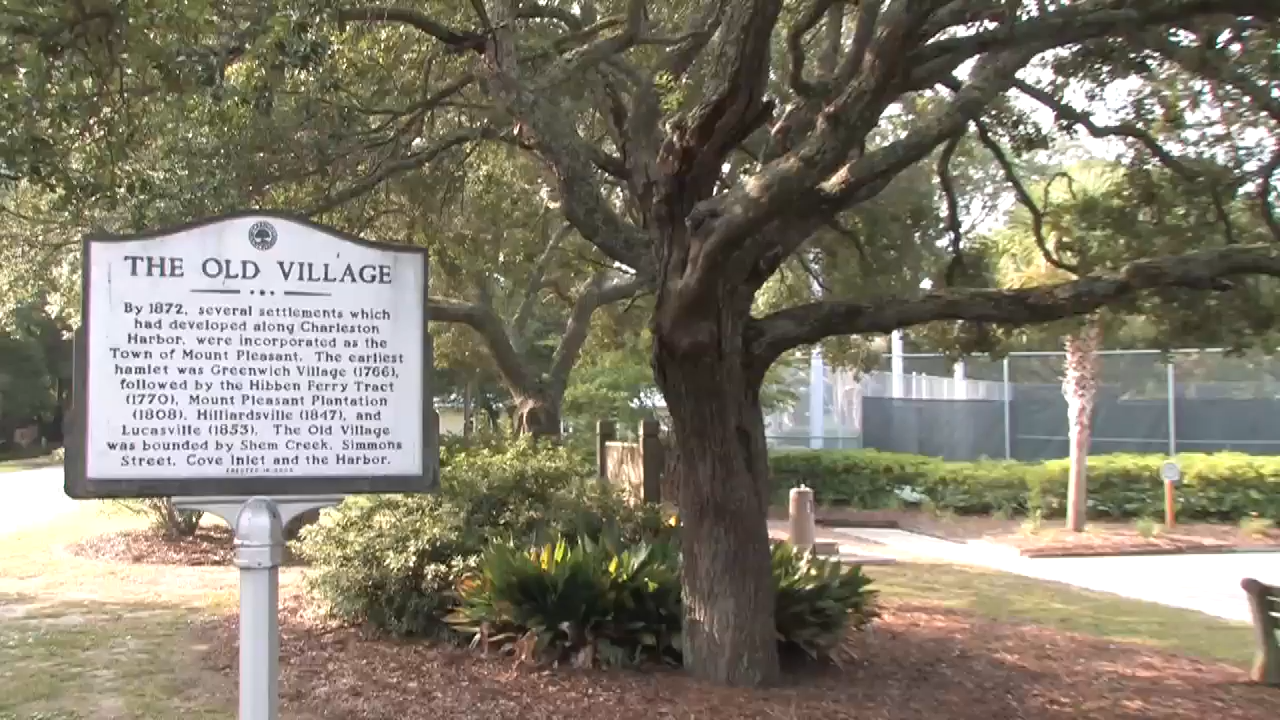 THE OLD VILLAGE
By 1872, several settlements which
had developed along Charleston
Harbor, were incorporated as the
Town of Mount Pleasant. The earliest
hamlet was Greenwich Village (1766),
followed by the Hibben Ferry Tract
(1770), Mount Pleasant Plantation
(1808), Hilliardsville (1847), and
Lucasville (1853). The Old Village
was bounded by Shem Creek, Simmons
Street, Cove Inlet and the Harbor.
ERECTED IN